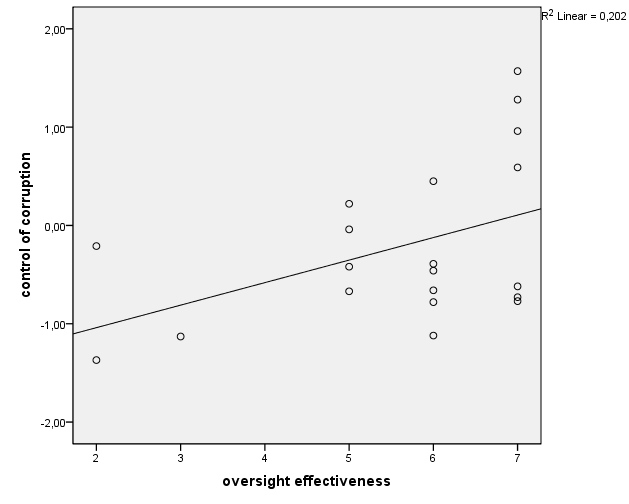 R2 Linear = 0,202
2,00
1,00
0,00
-1,00
-2,00
control of corruption
2 3 4 5 6 7
oversight effectiveness